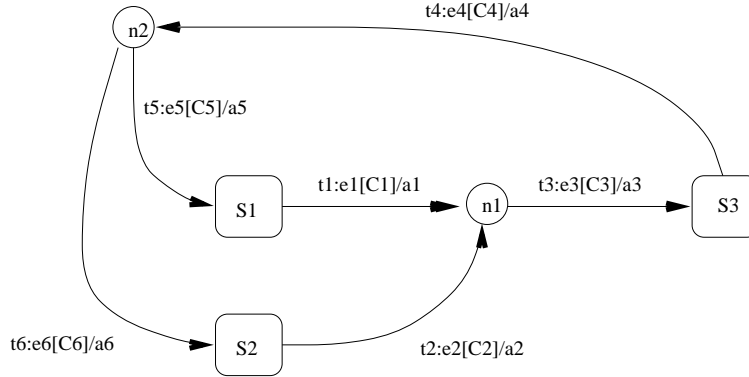 t4:e4[C4]/a4
n2
t5:e5[C5]/a5
t1:e1[C1]/a1
t3:e3[C3]/a3
S1
n1
S3
t6:e6[C6]/a6
S2
t2:e2[C2]/a2